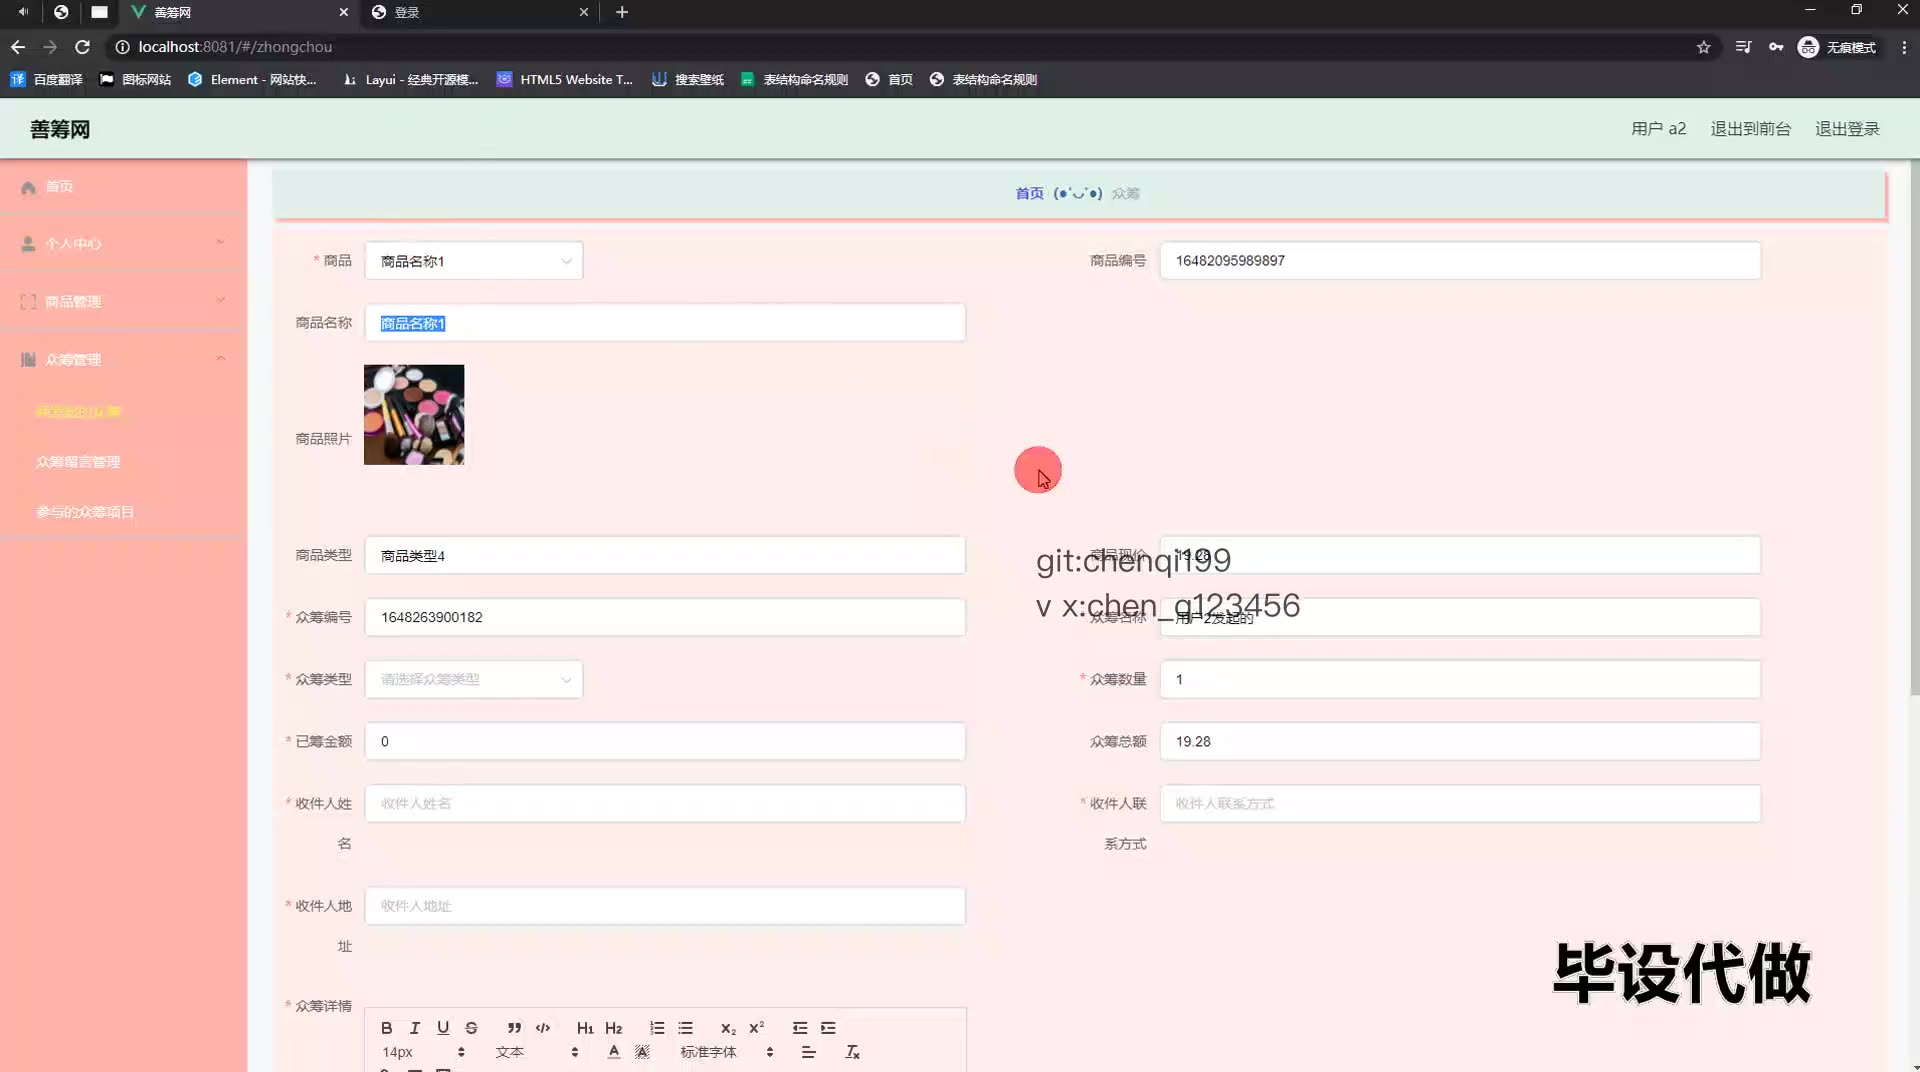 善筹网
登录
localhost:8081/#/zhongchou
无痕模式
百度翻译
图标网站
Element - 网站快...
Layui - 经典开源模...
HTML5 Website T...
搜索壁纸
表结构命名规则
首页
表结构命名规则
善筹网
用户 a2
退出到前台
退出登录
首页
个人中心
商品管理
众筹管理
众筹留言管理
参与的众筹项目
首页 (●'◡'●) 众筹
* 商品 商品名称1
商品编号 16482095989897
商品名称 商品名称1
商品照片
商品类型 商品类型4
商品现价 19.28
git:chenqi199
* 众筹编号 1648263900182
众筹名称 用户2发起的
v x:chen_q123456
* 众筹类型 请选择众筹类型
* 众筹数量 1
* 已筹金额 0
众筹总额 19.28
* 收件人姓名 收件人姓名
* 收件人联系方式 收件人联系方式
* 收件人地址 收件人地址
毕设代做
* 众筹详情
B I U S H1 H2 X2 X2
14px 文本 A A 标准字体 Tx